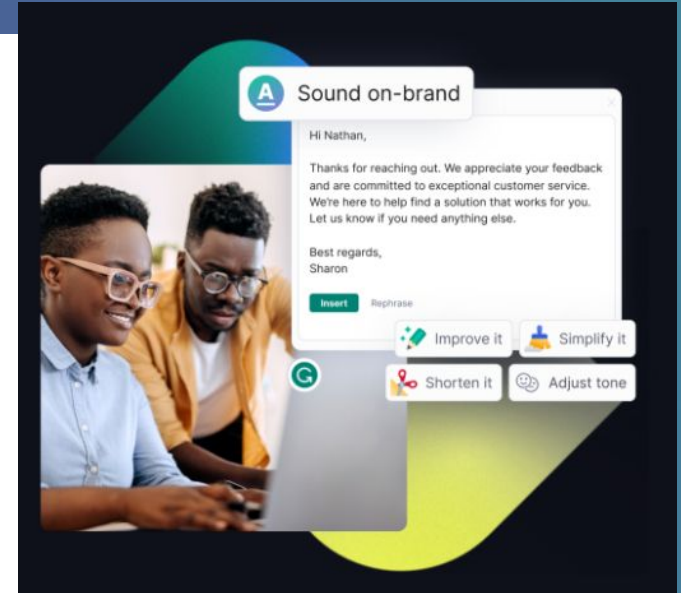 A
Sound on-brand
Hi Nathan,
Thanks for reaching out. We appreciate your feedback
and are committed to exceptional customer service.
We're here to help find a solution that works for you.
Let us know if you need anything else.
Best regards,
Sharon
Insert Rephrase
Improve it Simplify it
G
Shorten it Adjust tone